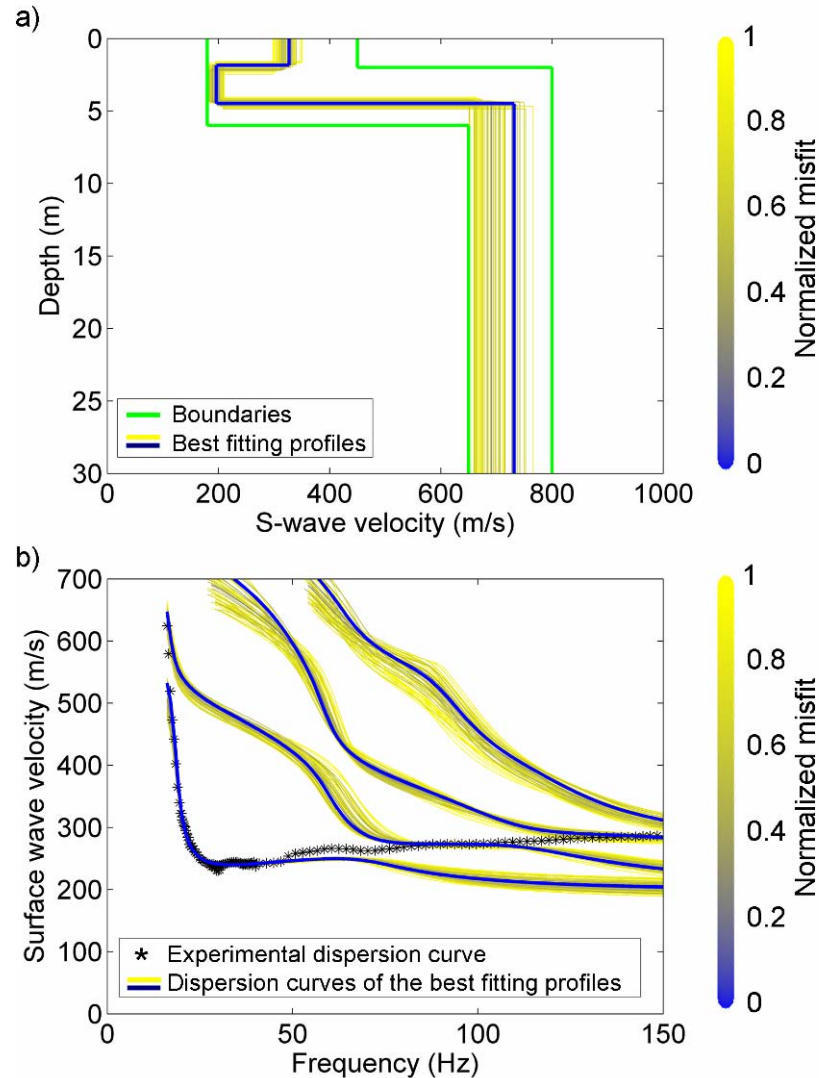 a)
0
5
10
15
20
25
30
Depth (m)
Boundaries
Best fitting profiles
0 200 400 600 800 1000
S-wave velocity (m/s)
1
0.8
0.6
0.4
0.2
0
Normalized misfit
b)
700
600
500
400
300
200
100
0
Surface wave velocity (m/s)
* Experimental dispersion curve
Dispersion curves of the best fitting profiles
0 50 100 150
Frequency (Hz)
1
0.8
0.6
0.4
0.2
0
Normalized misfit